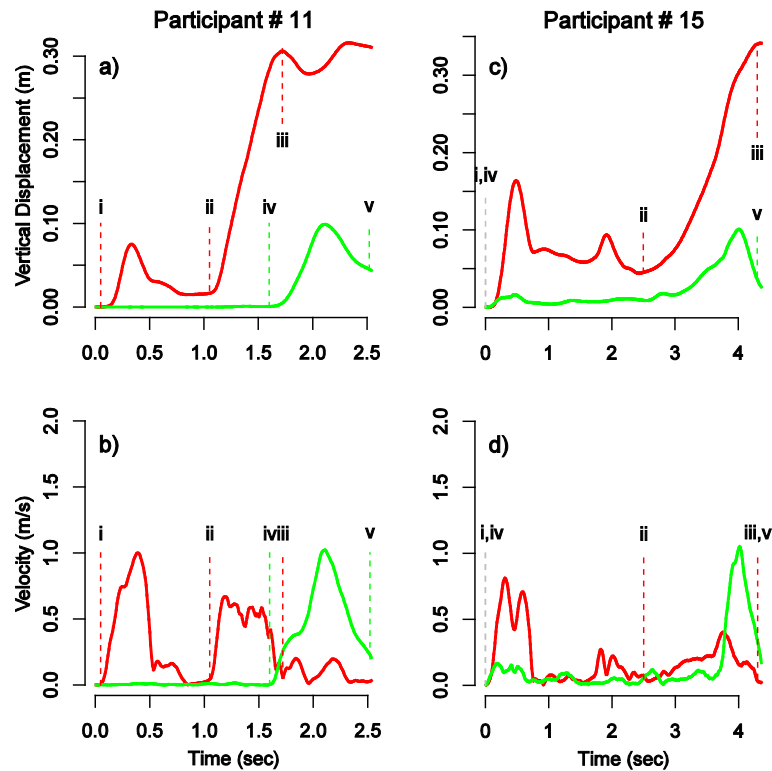 Participant # 11
Participant # 15
a)
c)
Vertical Displacement (m)
0.30
0.20
0.10
0.00
i
ii
iii
iv
v
0.0 0.5 1.0 1.5 2.0 2.5
0.30
0.20
0.10
0.00
i,iv
ii
iii
v
0 1 2 3 4
b)
d)
Velocity (m/s)
2.0
1.5
1.0
0.5
0.0
i
ii
iv
iii
v
0.0 0.5 1.0 1.5 2.0 2.5
Time (sec)
2.0
1.5
1.0
0.5
0.0
i,iv
ii
iii,v
0 1 2 3 4
Time (sec)